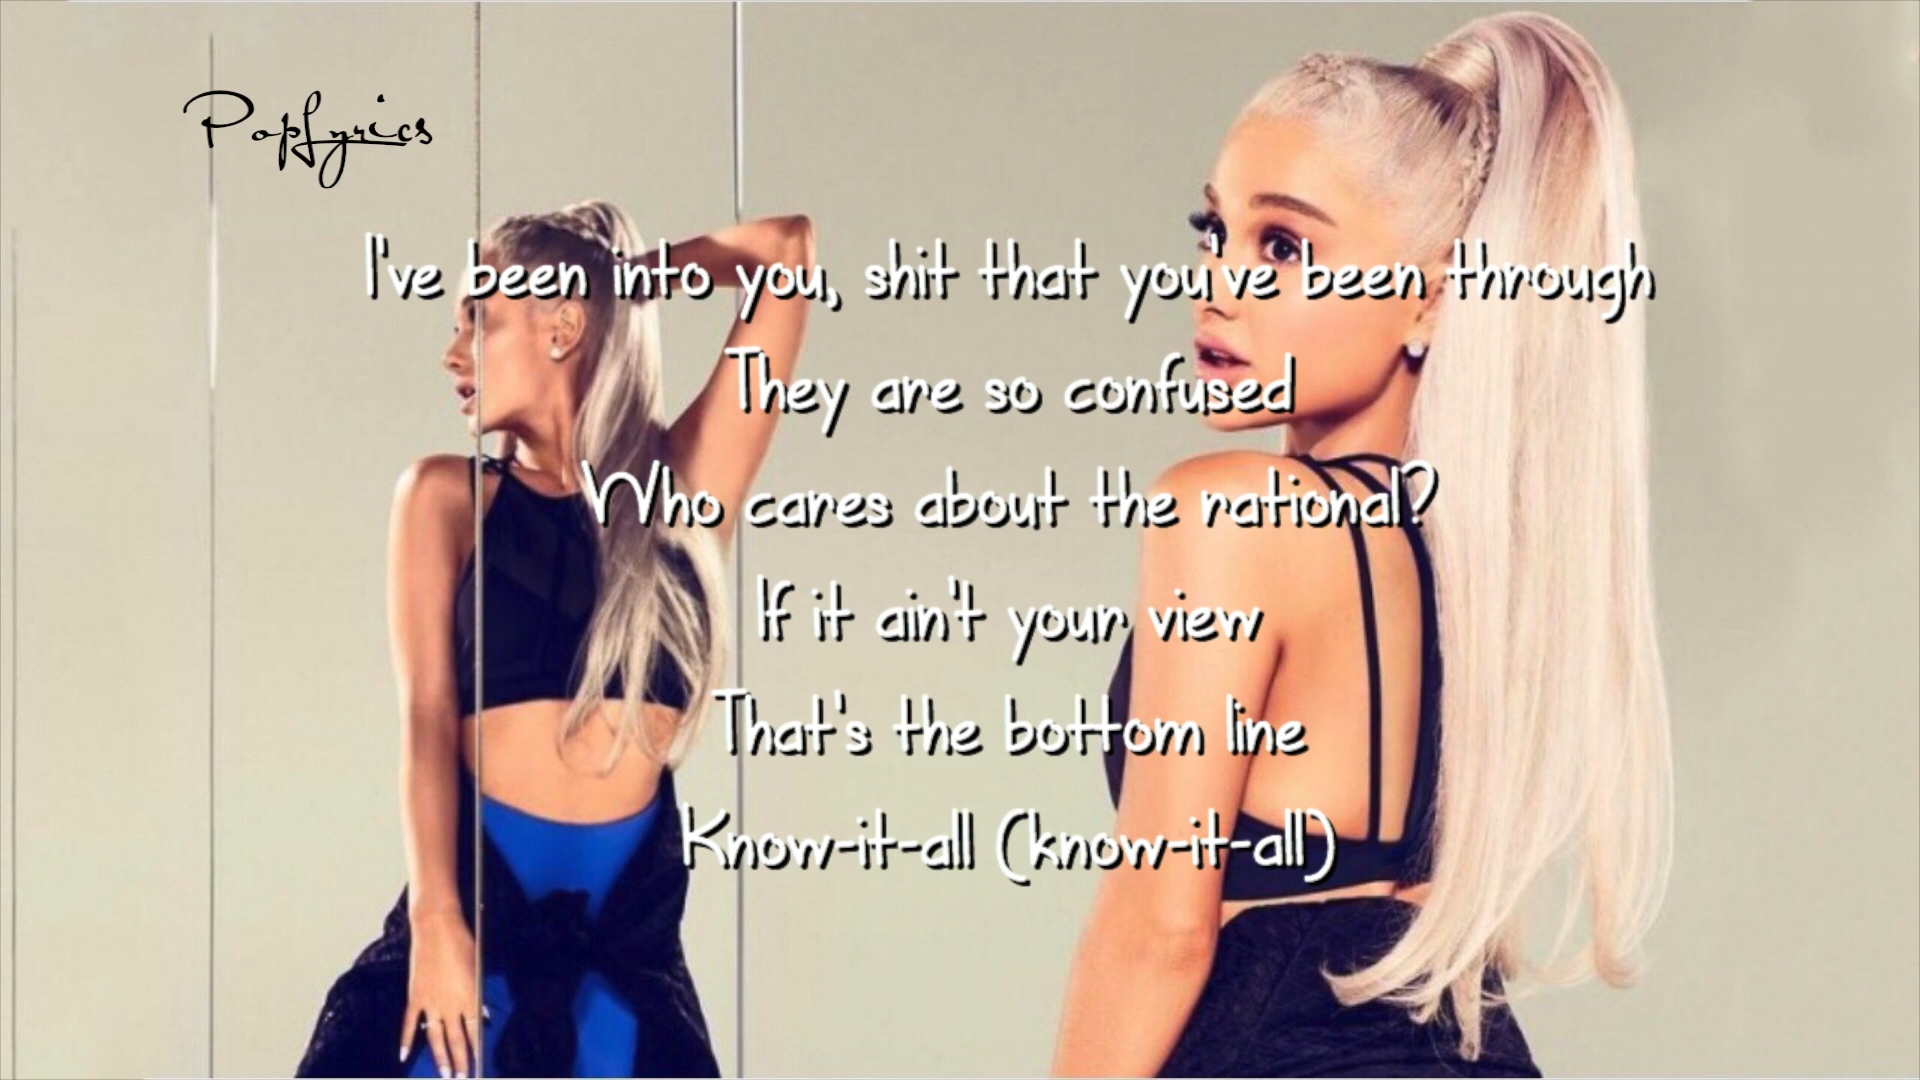 PopLyrics
I've been into you, shit that you've been through
They are so confused
Who cares about the rational?
If it ain't your view
That's the bottom line
Know-it-all (know-it-all)